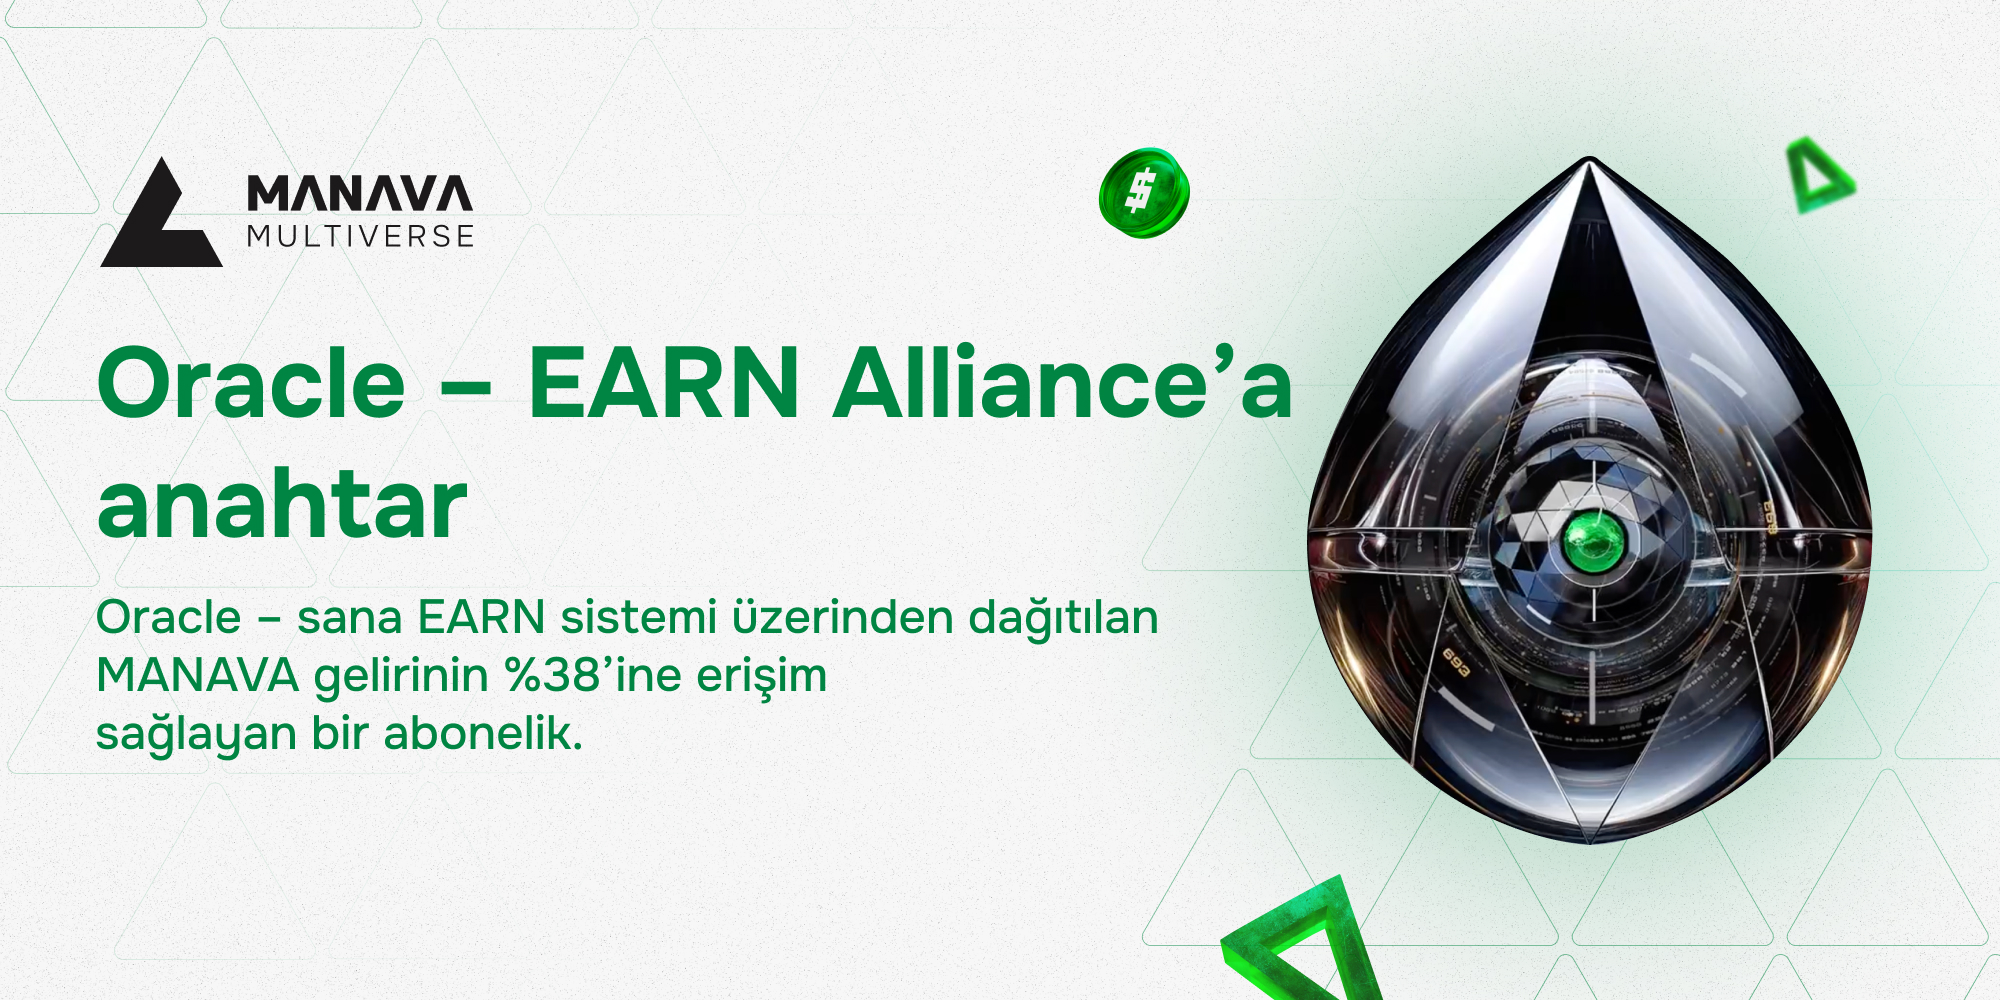 MANAVA
MULTIVERSE
Oracle – EARN Alliance’a
anahtar
Oracle – sana EARN sistemi üzerinden dağıtılan
MANAVA gelirinin %38’ine erişim
sağlayan bir abonelik.
$
693